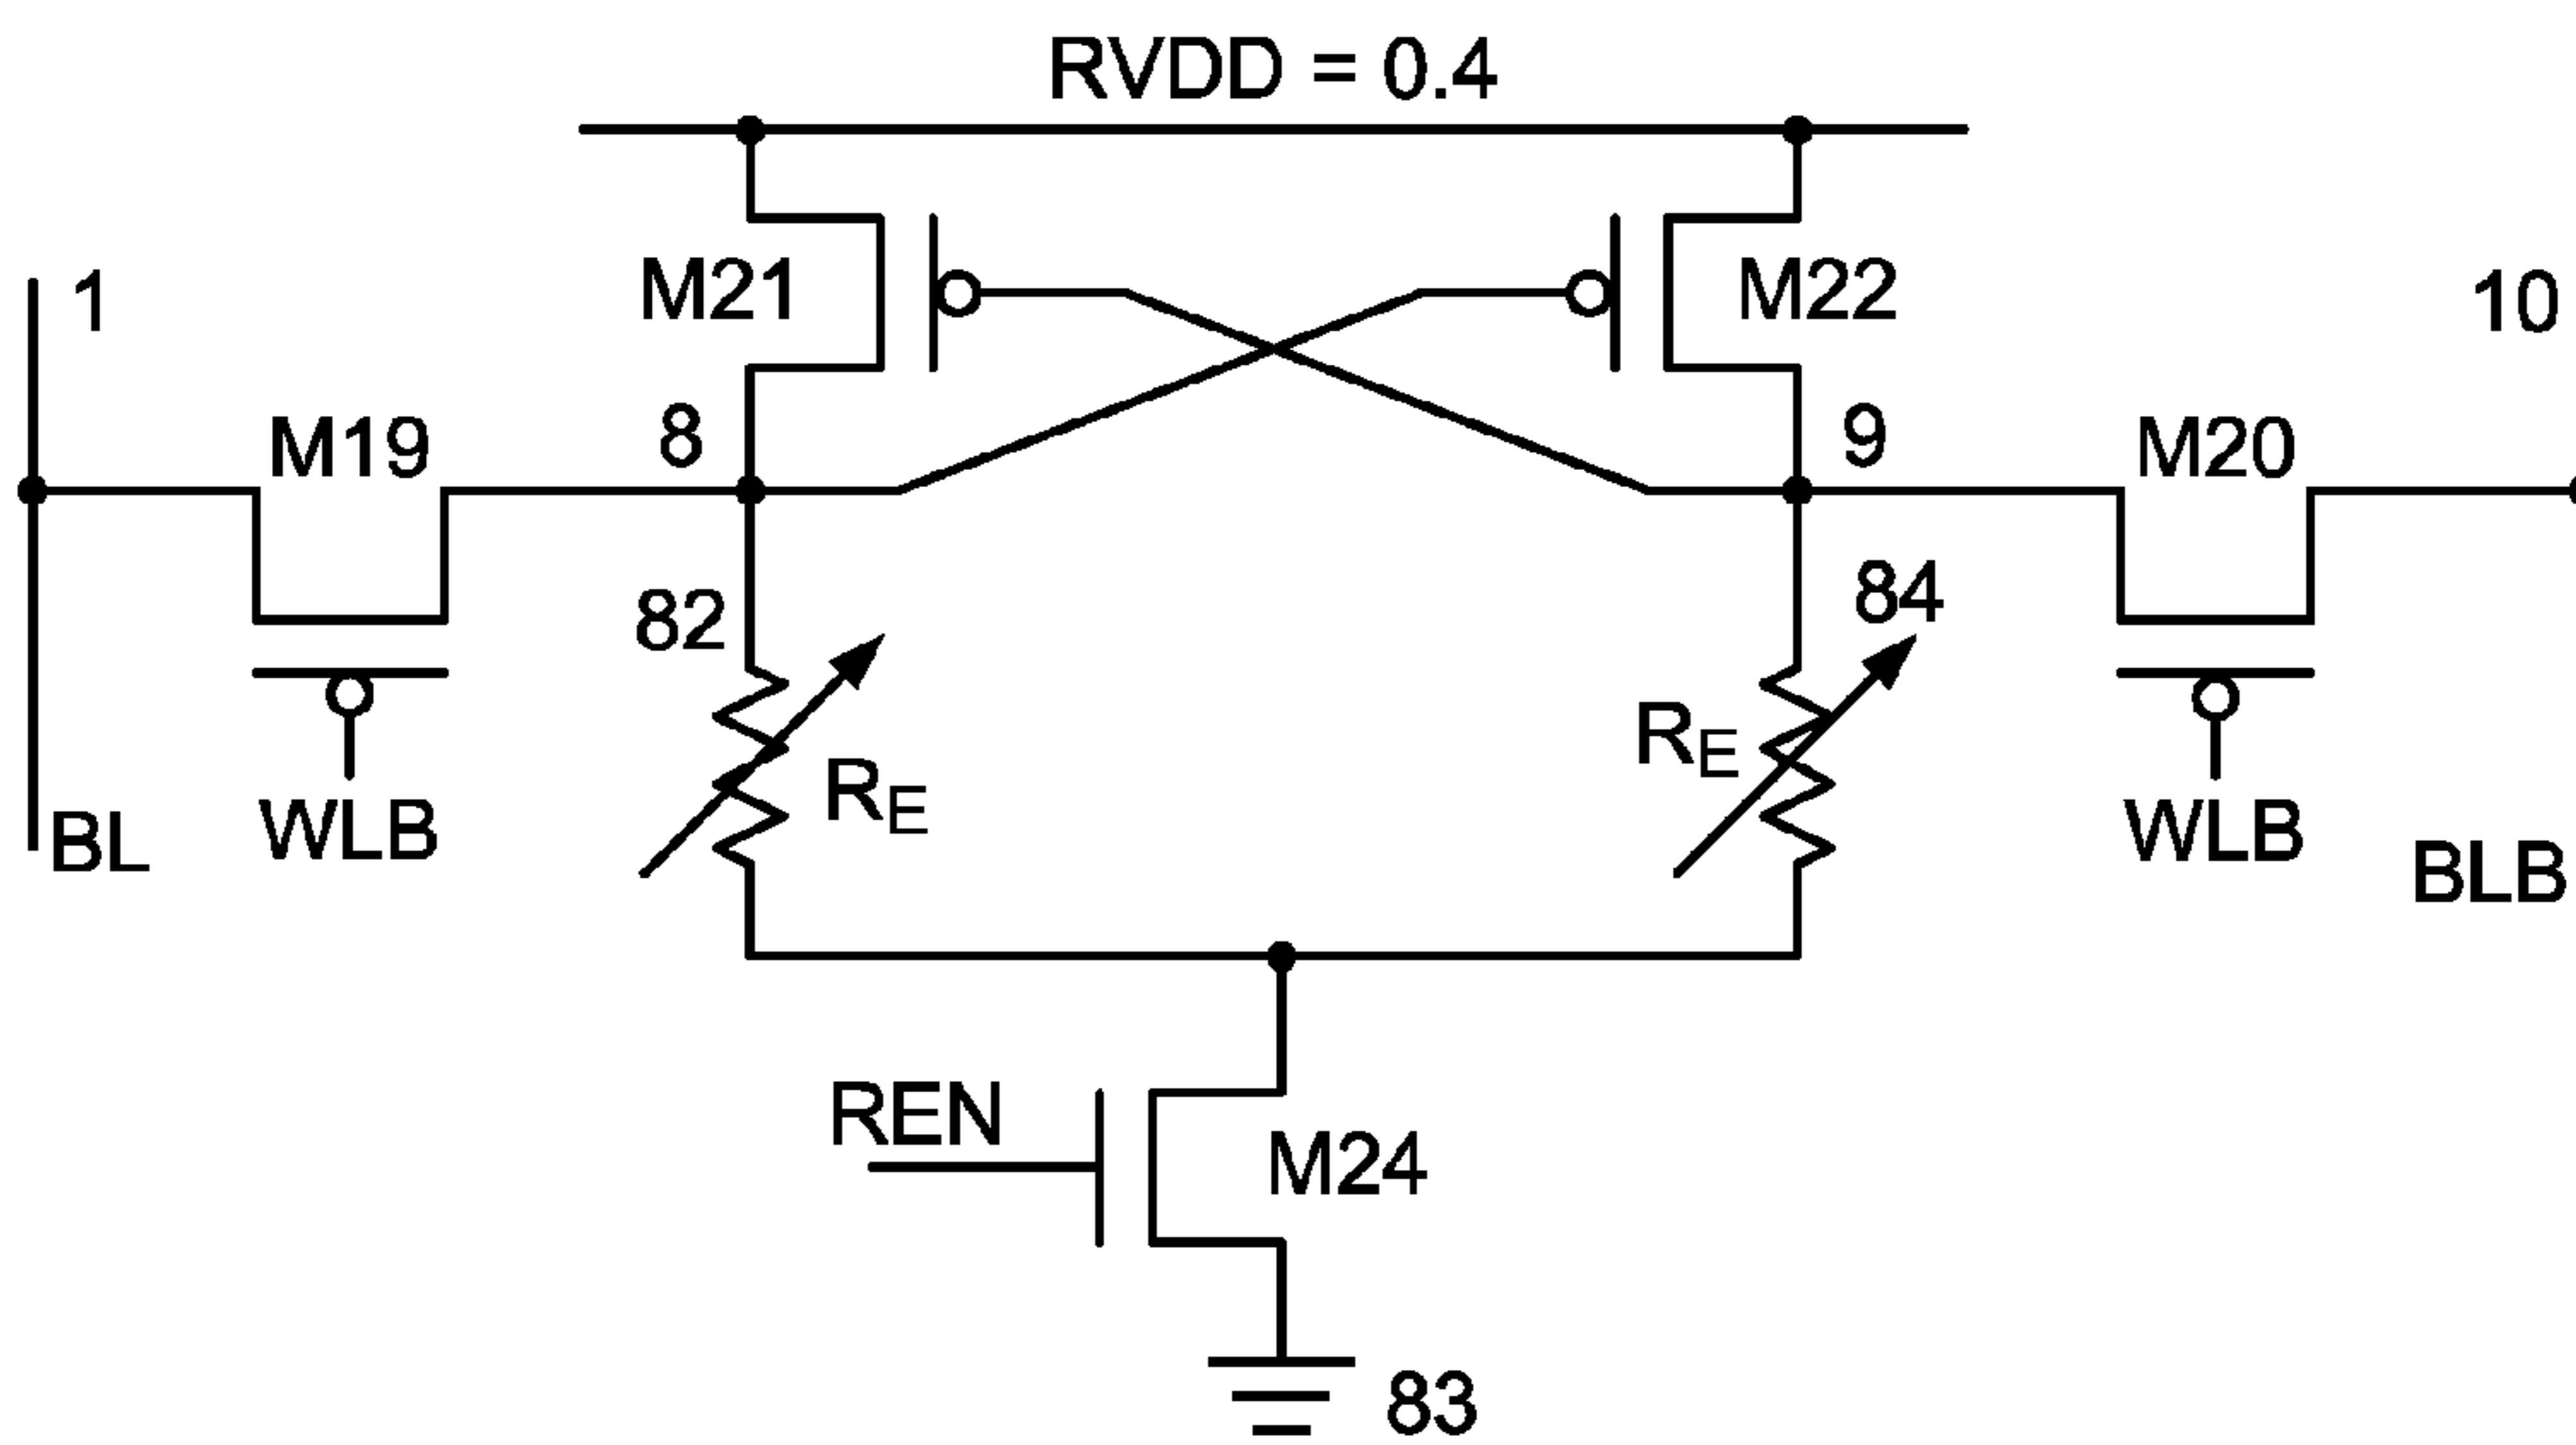 RVDD = 0.4
1
M21
M22
10
M19
8
9
M20
82
84
RE
RE
BL
WLB
WLB
BLB
REN
M24
83